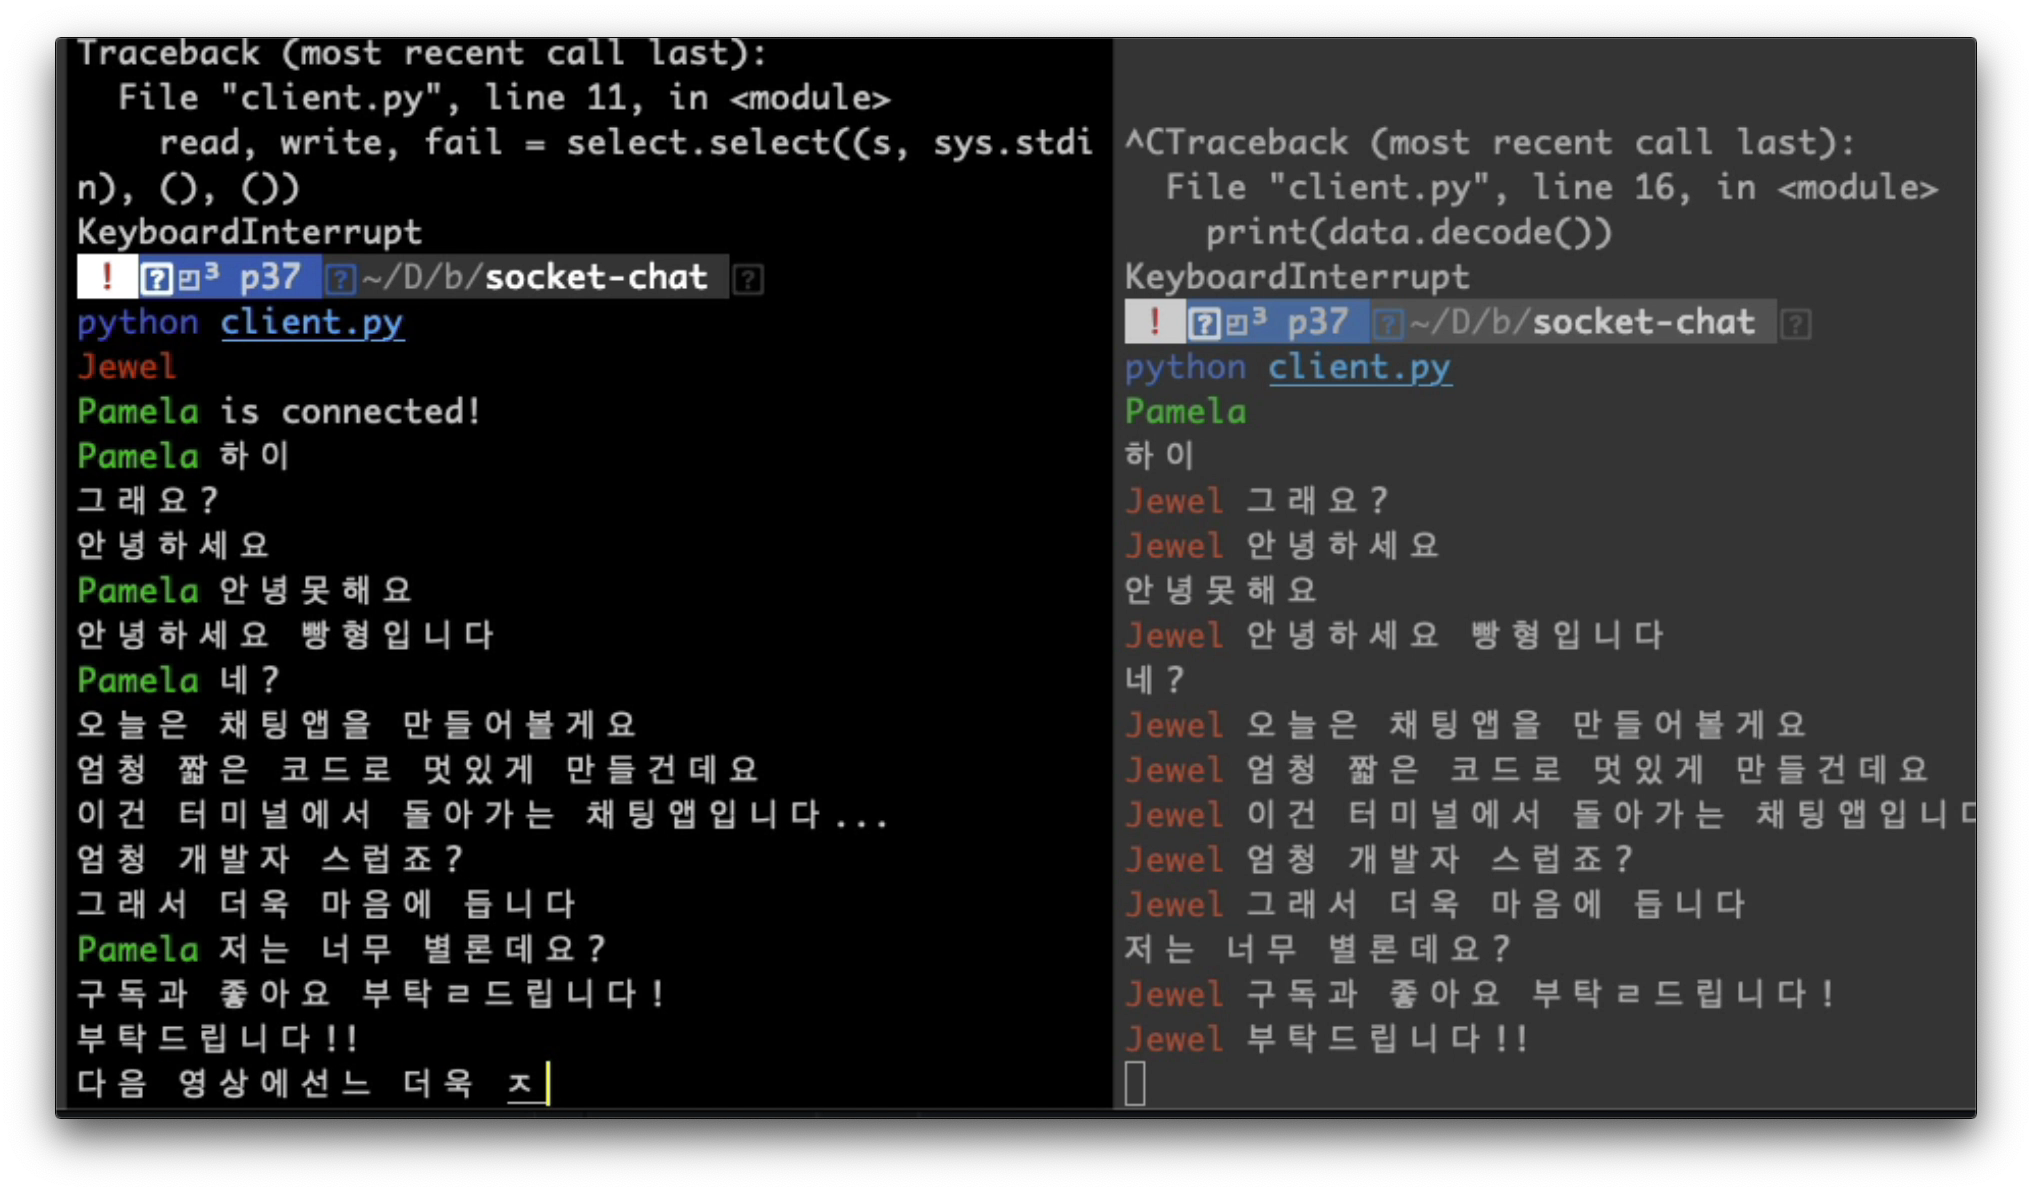 Traceback (most recent call last):
  File "client.py", line 11, in <module>
    read, write, fail = select.select((s, sys.stdi
n), (), ())
KeyboardInterrupt
! p37 ~/D/b/socket-chat
python client.py
Jewel
Pamela is connected!
Pamela 하이
그래요?
안녕하세요
Pamela 안녕못해요
안녕하세요 빵형입니다
Pamela 네?
오늘은 채팅앱을 만들어볼게요
엄청 짧은 코드로 멋있게 만들건데요
이건 터미널에서 돌아가는 채팅앱입니다...
엄청 개발자 스럽죠?
그래서 더욱 마음에 듭니다
Pamela 저는 너무 별론데요?
구독과 좋아요 부탁ㄹ드립니다!
부탁드립니다!!
다음 영상에선느 더욱 ㅈ
^CTraceback (most recent call last):
  File "client.py", line 16, in <module>
    print(data.decode())
KeyboardInterrupt
! p37 ~/D/b/socket-chat
python client.py
Pamela
하이
Jewel 그래요?
Jewel 안녕하세요
안녕못해요
Jewel 안녕하세요 빵형입니다
네?
Jewel 오늘은 채팅앱을 만들어볼게요
Jewel 엄청 짧은 코드로 멋있게 만들건데요
Jewel 이건 터미널에서 돌아가는 채팅앱입니다
Jewel 엄청 개발자 스럽죠?
Jewel 그래서 더욱 마음에 듭니다
저는 너무 별론데요?
Jewel 구독과 좋아요 부탁ㄹ드립니다!
Jewel 부탁드립니다!!